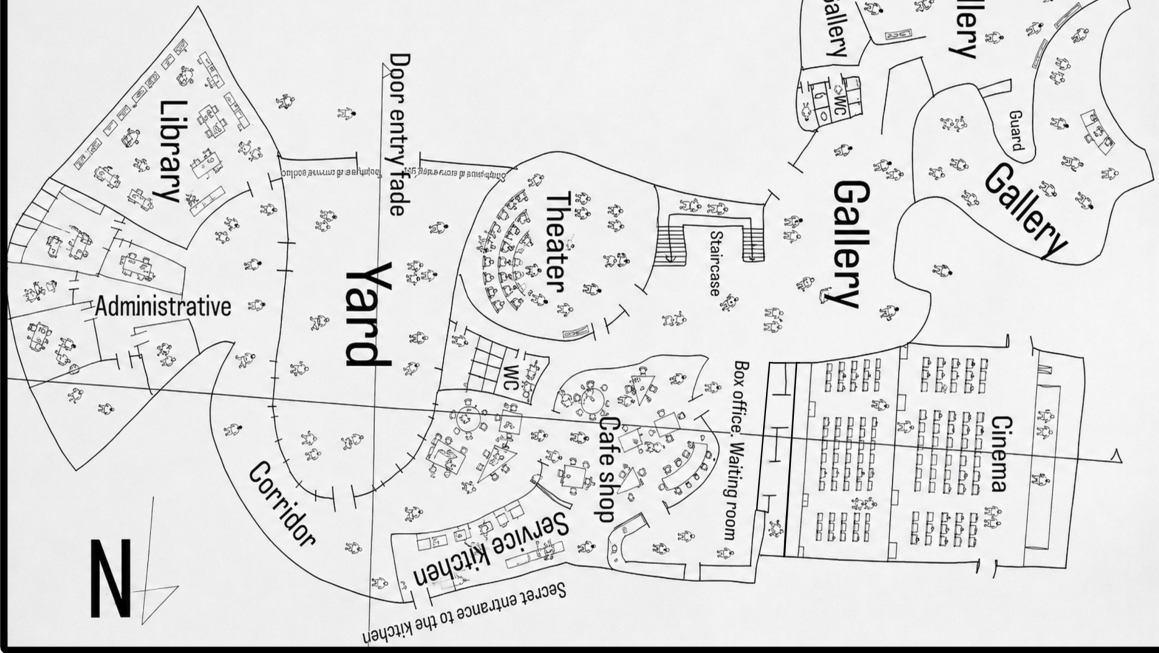 Gallery
llery
Door entry fade
Library
WC
Guard
Gallery
Gallery
Theater
Staircase
Yard
Administrative
WC
Box office. Waiting room
Cafe shop
Cinema
Corridor
Service kitchen
N
Secret entrance to the kitchen